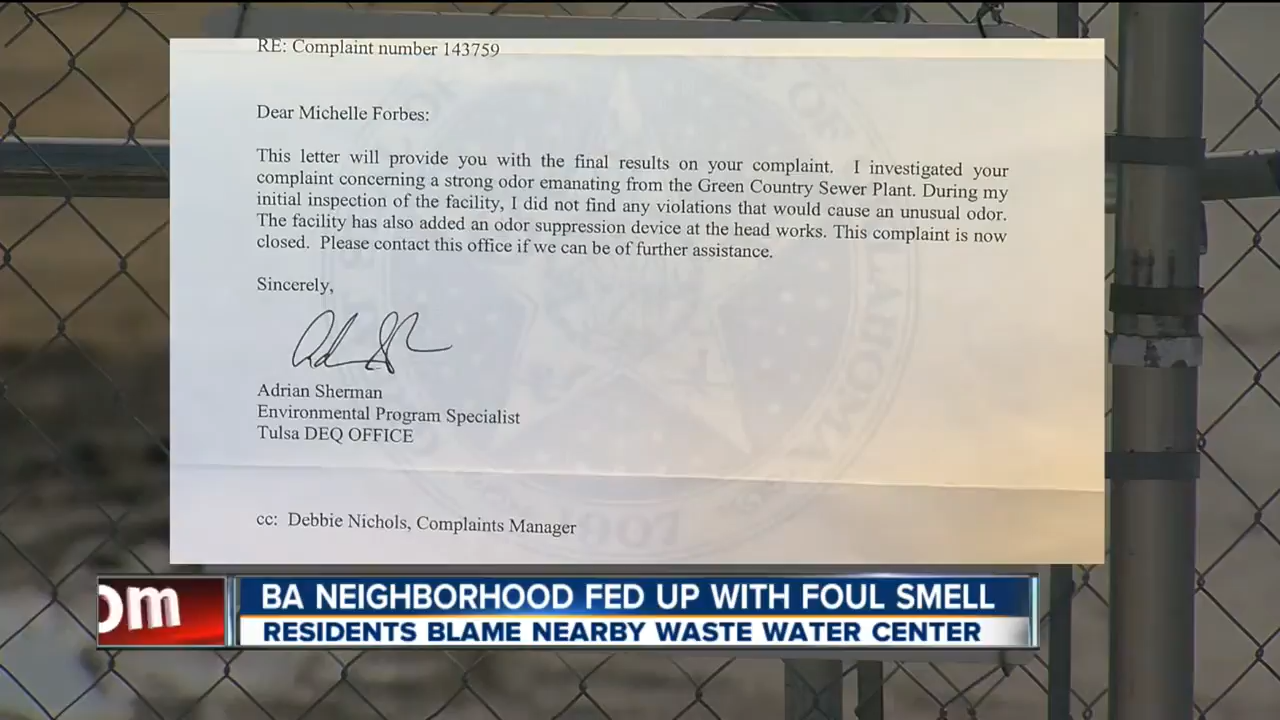 RE: Complaint number 143759
Dear Michelle Forbes:
This letter will provide you with the final results on your complaint. I investigated your
complaint concerning a strong odor emanating from the Green Country Sewer Plant. During my
initial inspection of the facility, I did not find any violations that would cause an unusual odor.
The facility has also added an odor suppression device at the head works. This complaint is now
closed. Please contact this office if we can be of further assistance.
Sincerely,
Adrian Sherman
Environmental Program Specialist
Tulsa DEQ OFFICE
1907
cc: Debbie Nichols, Complaints Manager
om
BA NEIGHBORHOOD FED UP WITH FOUL SMELL
RESIDENTS BLAME NEARBY WASTE WATER CENTER